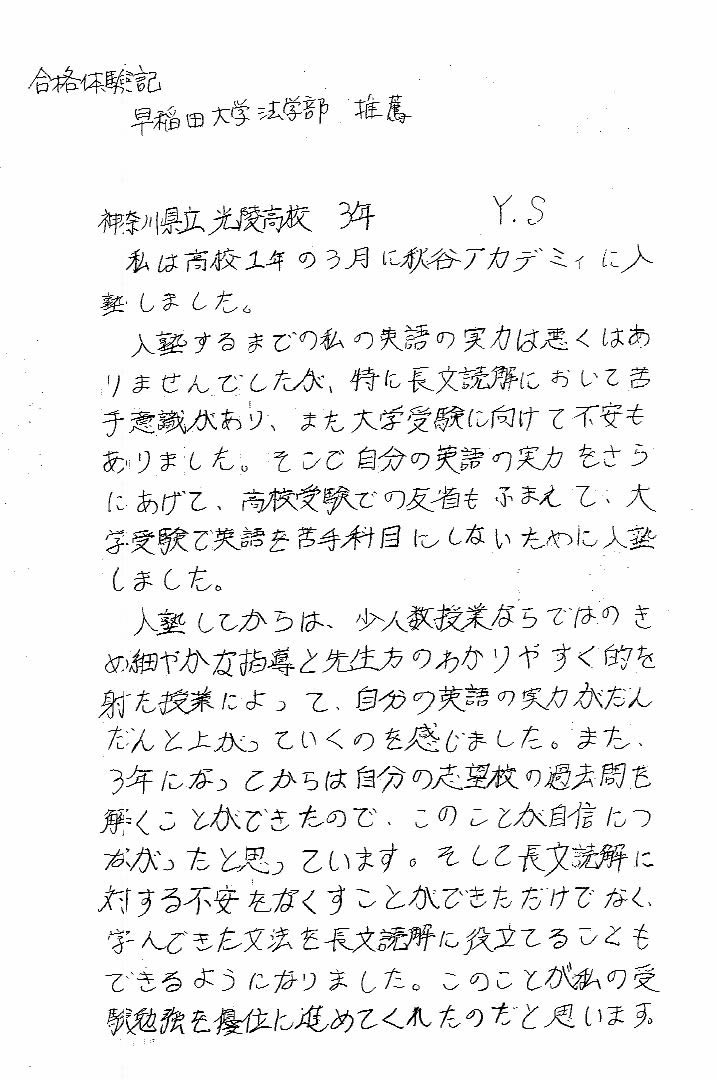 合格体験記
早稲田大学法学部 推薦
神奈川県立光陵高校 3年 Y.S
私は高校1年の3月に秋谷アカデミィに入
塾しました。
入塾するまでの私の英語の実力は悪くはあ
りませんでしたが、特に長文読解において苦
手意識があり、また大学受験に向けて不安も
ありました。そこで自分の英語の実力をさら
にあげて、高校受験での反省もふまえて、大
学受験で英語を苦手科目にしないために入塾
しました。
入塾してからは、少人数授業ならではのき
め細やかな指導と先生方のわかりやすく的を
射た授業によって、自分の英語の実力がだん
だんと上がっていくのを感じました。また、
3年になってからは自分の志望校の過去問を
解くことができたので、このことが自信につ
ながったと思っています。そして長文読解に
対する不安をなくすことができただけでなく、
学んできた文法を長文読解に役立てることも
できるようになりました。このことが私の受
験勉強を優位に進めてくれたのだと思います。